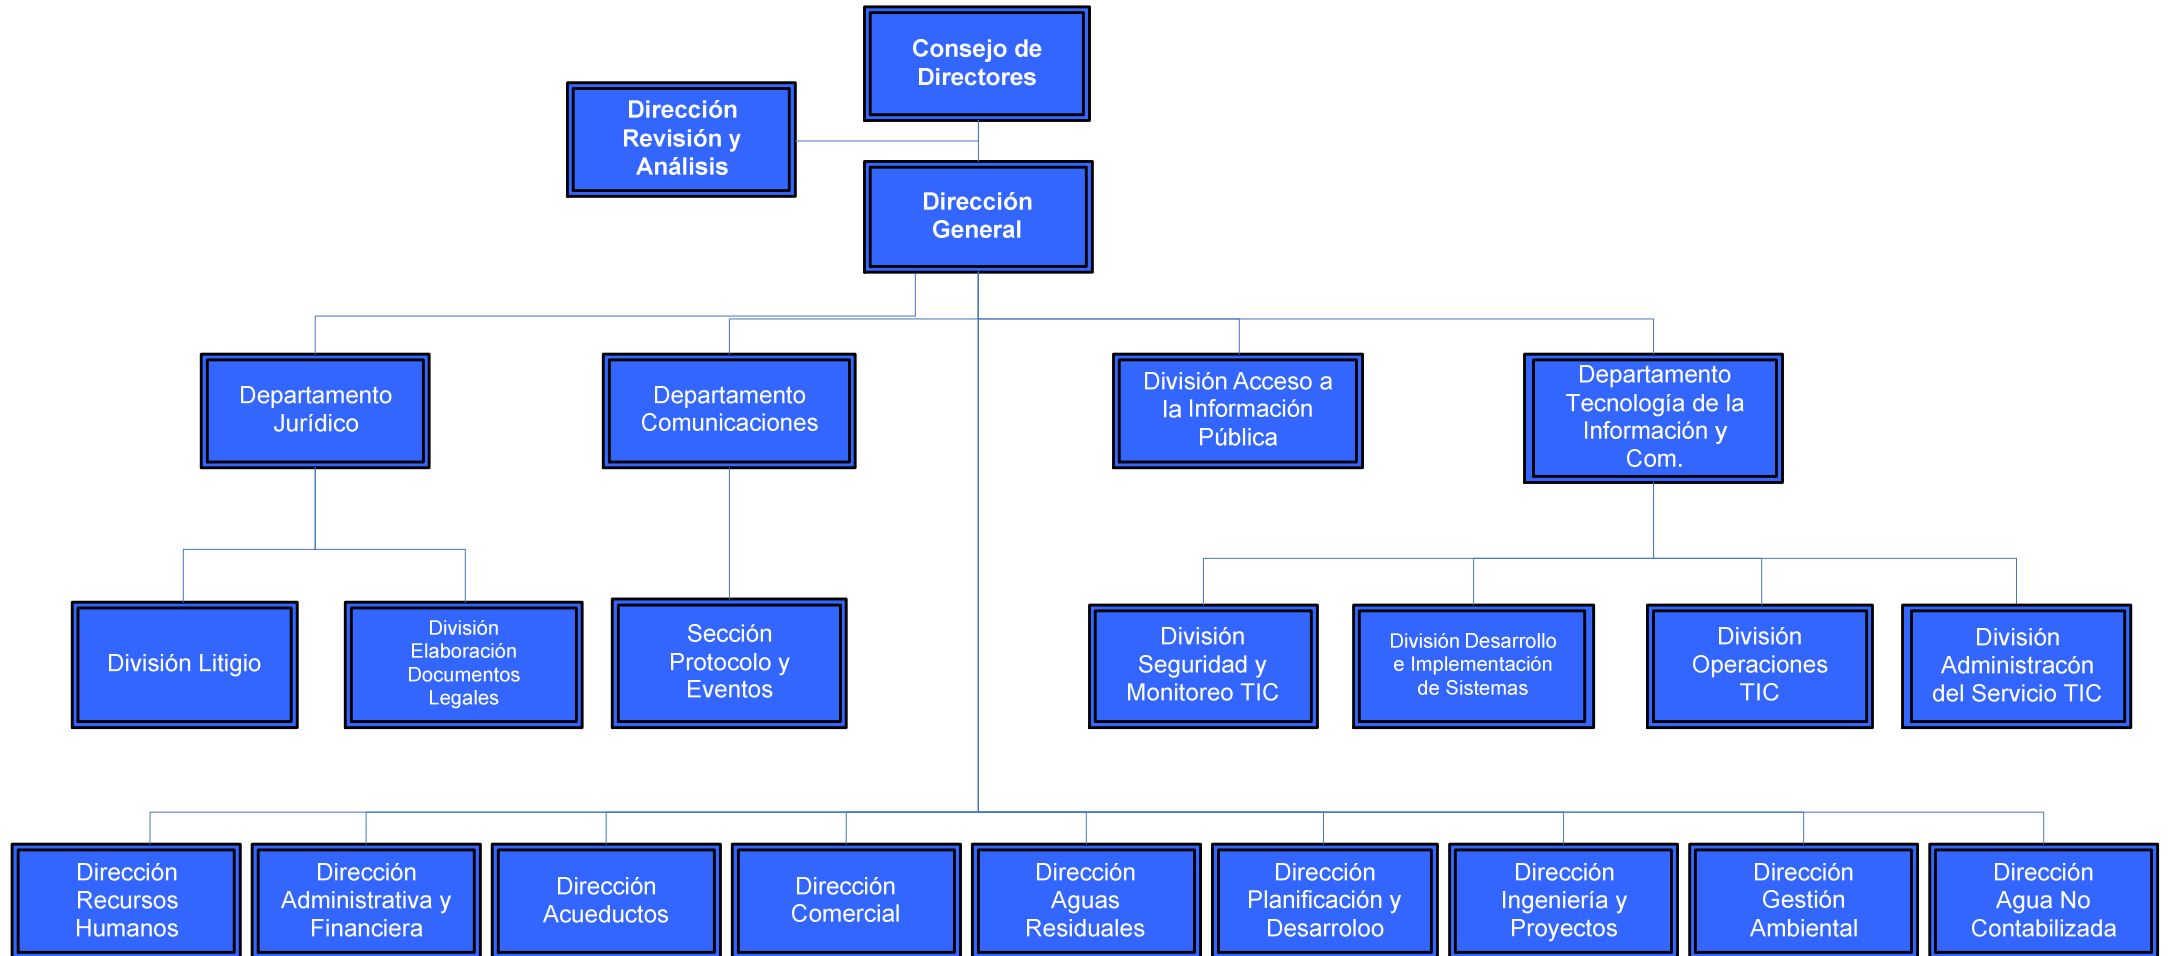 Consejo de
Directores
Dirección
Revisión y
Análisis
Dirección
General
Departamento
Jurídico
Departamento
Comunicaciones
División Acceso a
la Información
Pública
Departamento
Tecnología de la
Información y
Com.
División Litigio
División
Elaboración
Documentos
Legales
Sección
Protocolo y
Eventos
División
Seguridad y
Monitoreo TIC
División Desarrollo
e Implementación
de Sistemas
División
Operaciones
TIC
División
Administracón
del Servicio TIC
Dirección
Recursos
Humanos
Dirección
Administrativa y
Financiera
Dirección
Acueductos
Dirección
Comercial
Dirección
Aguas
Residuales
Dirección
Planificación y
Desarroloo
Dirección
Ingeniería y
Proyectos
Dirección
Gestión
Ambiental
Dirección
Agua No
Contabilizada